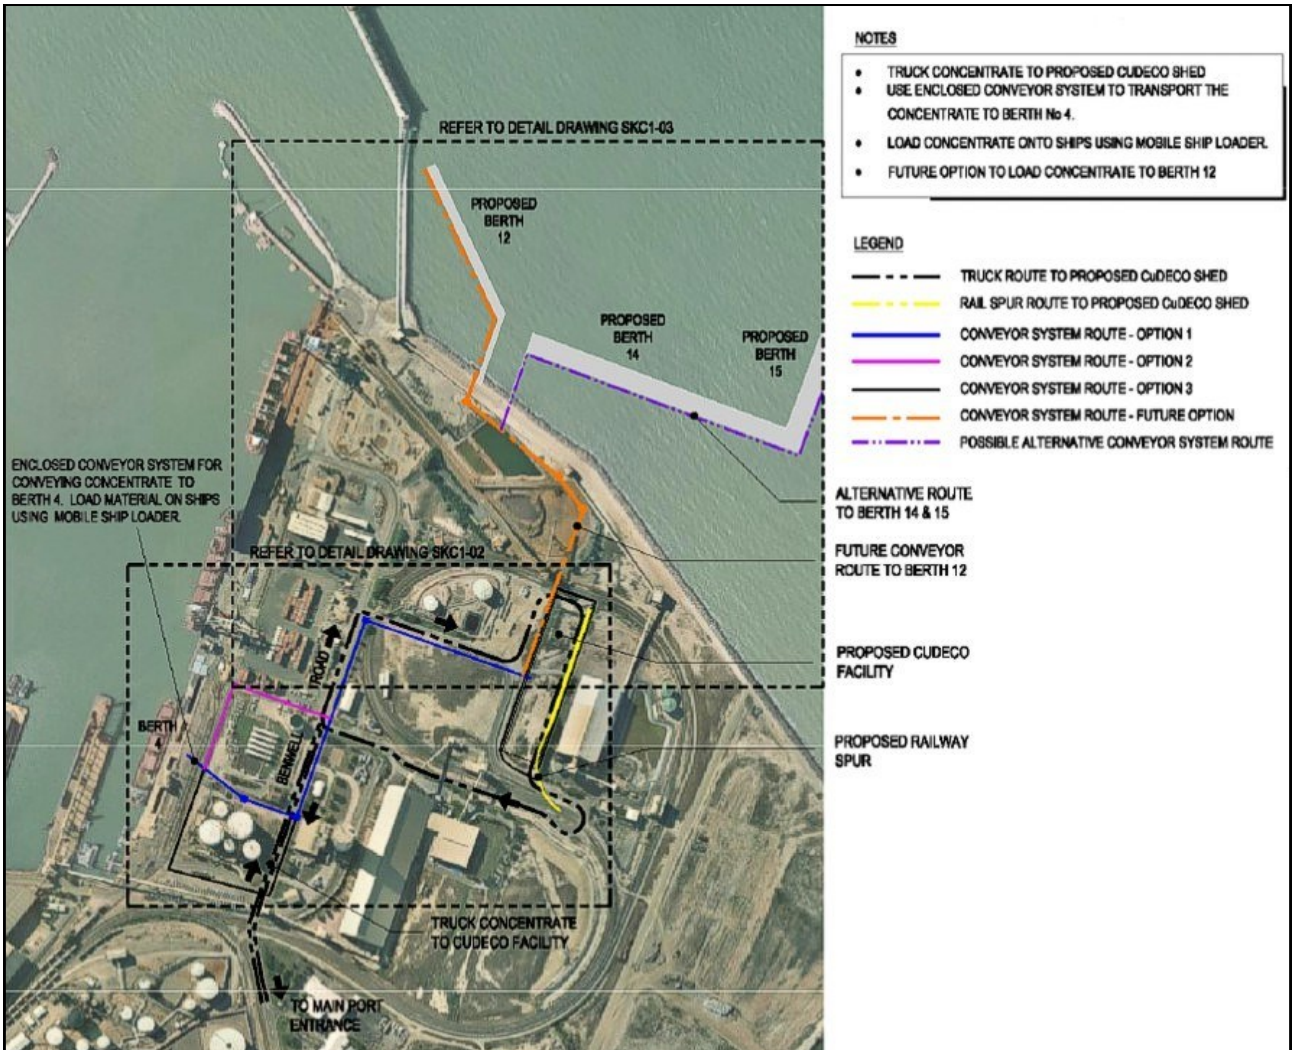 NOTES
• TRUCK CONCENTRATE TO PROPOSED CUDECO SHED
• USE ENCLOSED CONVEYOR SYSTEM TO TRANSPORT THE
CONCENTRATE TO BERTH No 4.
• LOAD CONCENTRATE ONTO SHIPS USING MOBILE SHIP LOADER.
• FUTURE OPTION TO LOAD CONCENTRATE TO BERTH 12
LEGEND
TRUCK ROUTE TO PROPOSED CuDECO SHED
RAIL SPUR ROUTE TO PROPOSED CuDECO SHED
CONVEYOR SYSTEM ROUTE - OPTION 1
CONVEYOR SYSTEM ROUTE - OPTION 2
CONVEYOR SYSTEM ROUTE - OPTION 3
CONVEYOR SYSTEM ROUTE - FUTURE OPTION
POSSIBLE ALTERNATIVE CONVEYOR SYSTEM ROUTE
REFER TO DETAIL DRAWING SKC1-03
PROPOSED
BERTH
12
PROPOSED
BERTH
14
PROPOSED
BERTH
15
ENCLOSED CONVEYOR SYSTEM FOR
CONVEYING CONCENTRATE TO
BERTH 4. LOAD MATERIAL ON SHIPS
USING MOBILE SHIP LOADER.
ALTERNATIVE ROUTE
TO BERTH 14 & 15
FUTURE CONVEYOR
ROUTE TO BERTH 12
REFER TO DETAIL DRAWING SKC1-02
PROPOSED CUDECO
FACILITY
BERTH
4
BENWELL ROAD
PROPOSED RAILWAY
SPUR
TRUCK CONCENTRATE
TO CUDECO FACILITY
TO MAIN PORT
ENTRANCE